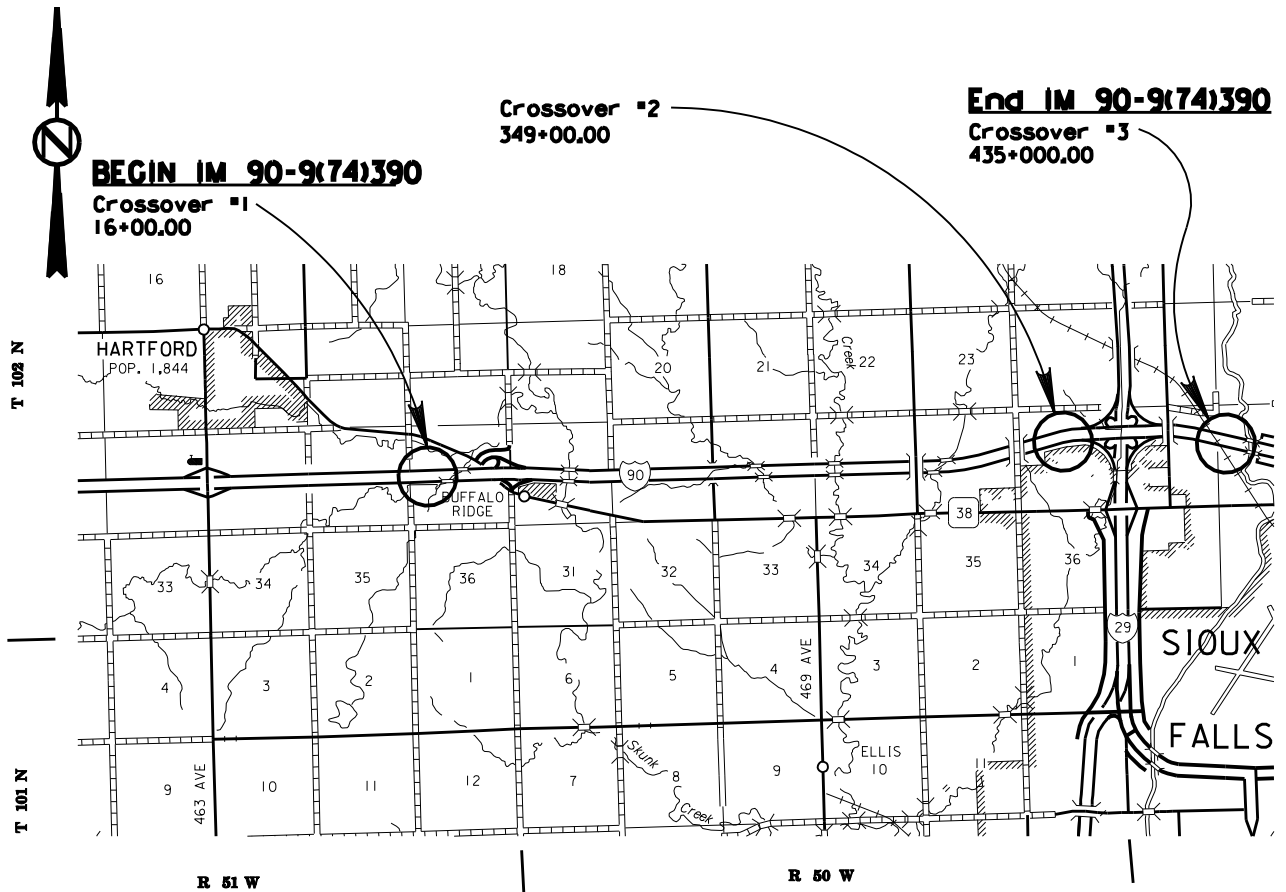 N
BEGIN IM 90-9(74)390
Crossover #1
16+00.00
Crossover #2
349+00.00
End IM 90-9(74)390
Crossover #3
435+000.00
T 102 N
16
18
HARTFORD
POP. 1,844
20
21
Creek
22
23
90
BUFFALO
RIDGE
38
33
34
35
36
31
32
33
34
35
36
29
SIOUX
FALLS
4
3
2
1
6
5
4
469 AVE
3
2
1
T 101 N
9
463 AVE
10
11
12
7
Skunk
Creek
8
9
ELLIS
10
11
R 51 W
R 50 W